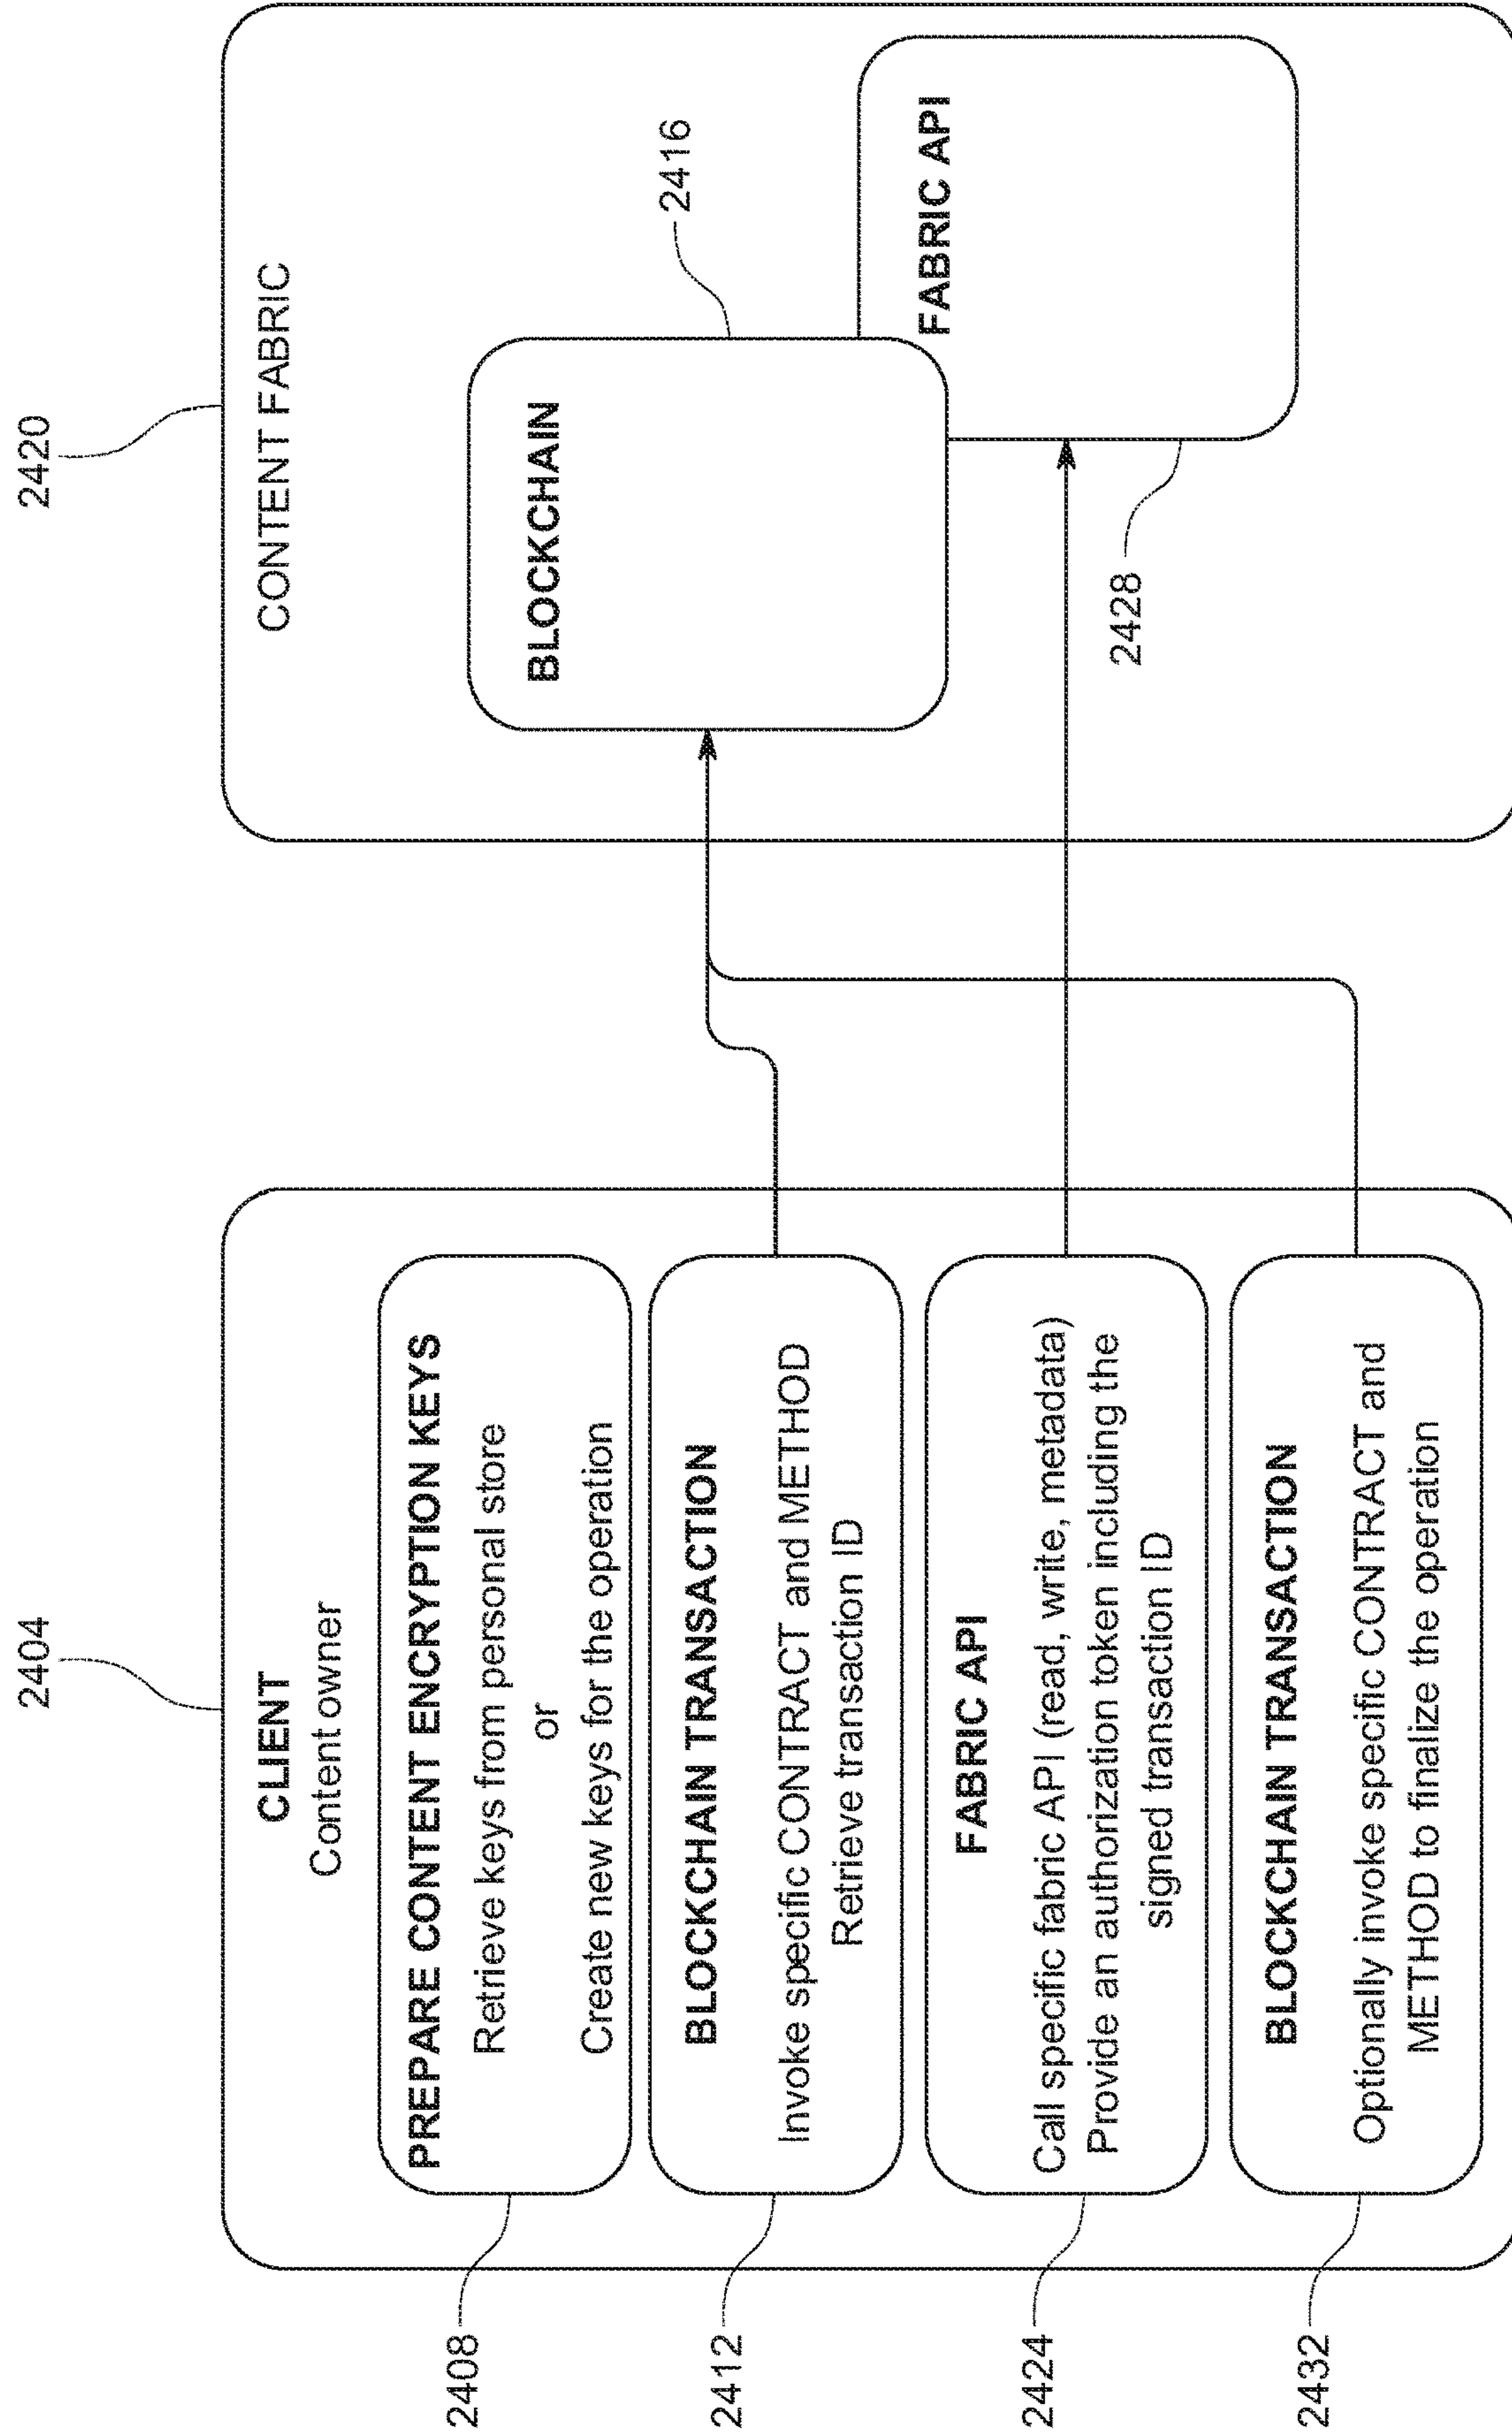 2404
CLIENT
Content owner
2408
PREPARE CONTENT ENCRYPTION KEYS
Retrieve keys from personal store
or
Create new keys for the operation
2412
BLOCKCHAIN TRANSACTION
Invoke specific CONTRACT and METHOD
Retrieve transaction ID
2424
FABRIC API
Call specific fabric API (read, write, metadata)
Provide an authorization token including the
signed transaction ID
2432
BLOCKCHAIN TRANSACTION
Optionally invoke specific CONTRACT and
METHOD to finalize the operation
2420
CONTENT FABRIC
BLOCKCHAIN
2416
FABRIC API
2428